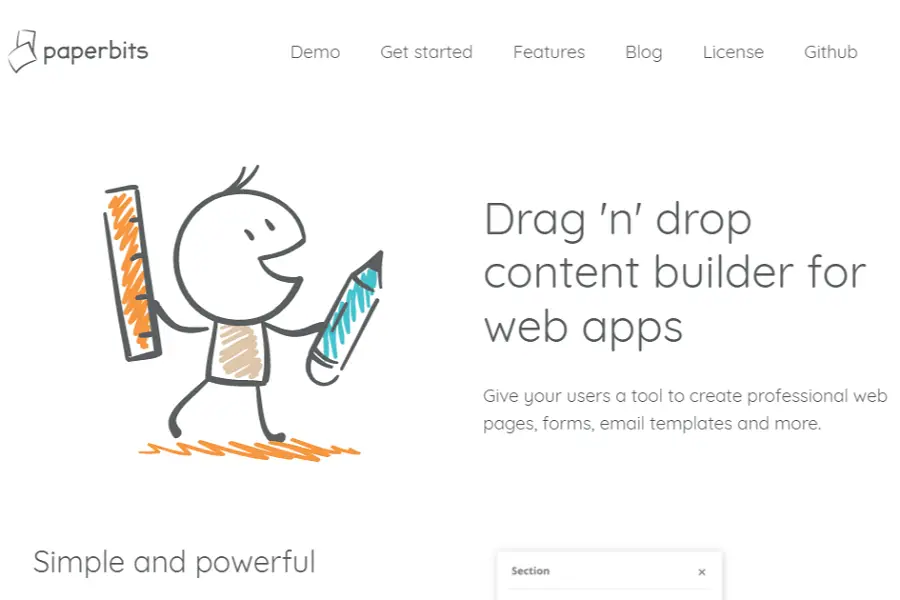 paperbits
Demo Get started Features Blog License Github
Drag 'n' drop
content builder for
web apps
Give your users a tool to create professional web
pages, forms, email templates and more.
Simple and powerful
Section ×